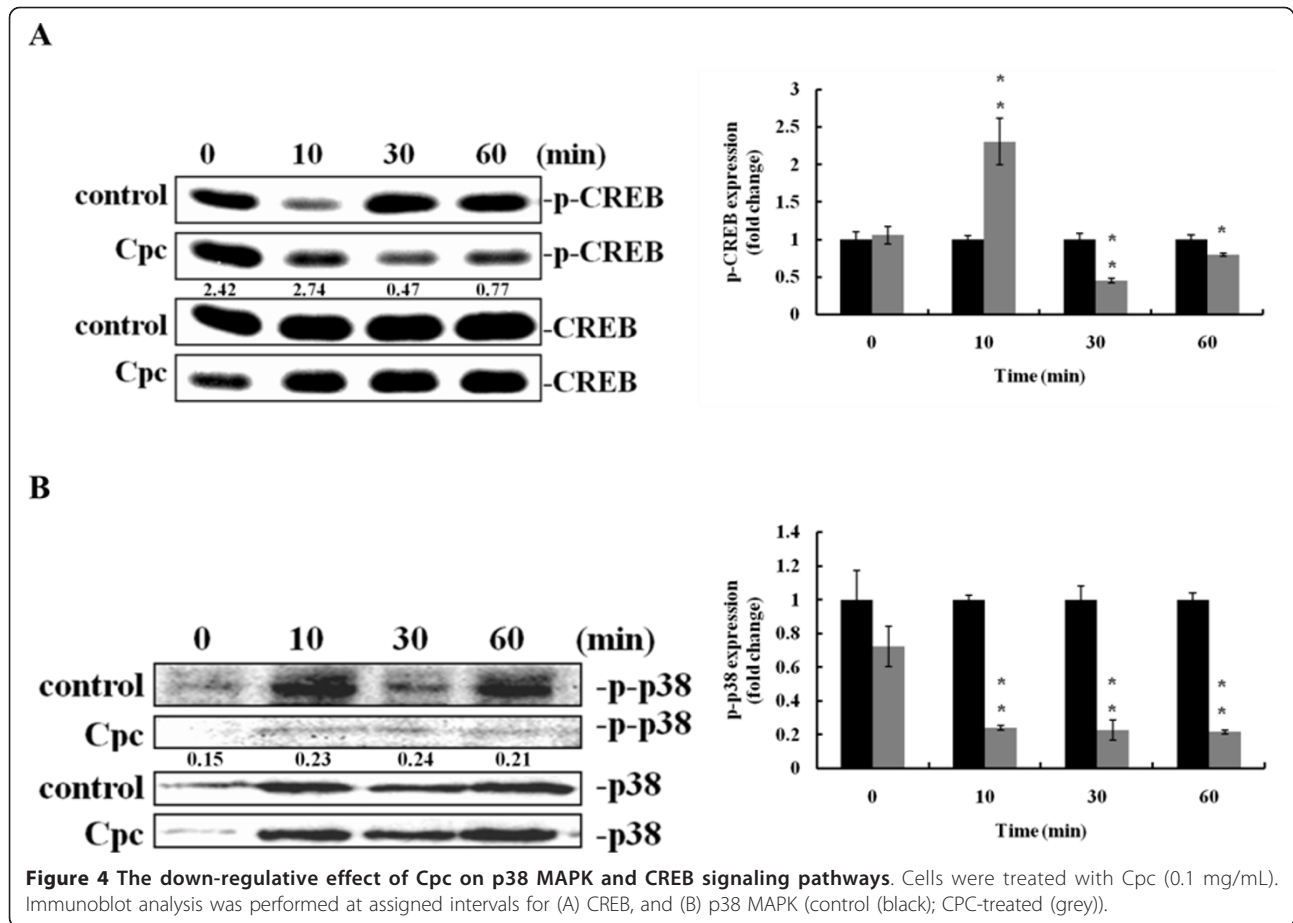 A
0 10 30 60 (min)
control -p-CREB
Cpc -p-CREB
2.42 2.74 0.47 0.77
control -CREB
Cpc -CREB
3
2.5
2
1.5
1
0.5
0
p-CREB expression
(fold change)
* * * * *
0 10 30 60
Time (min)
B
0 10 30 60 (min)
control -p-p38
Cpc -p-p38
0.15 0.23 0.24 0.21
control -p38
Cpc -p38
1.4
1.2
1
0.8
0.6
0.4
0.2
0
p-p38 expression
(fold change)
* * * * * *
0 10 30 60
Time (min)
Figure 4 The down-regulative effect of Cpc on p38 MAPK and CREB signaling pathways. Cells were treated with Cpc (0.1 mg/mL).
Immunoblot analysis was performed at assigned intervals for (A) CREB, and (B) p38 MAPK (control (black); CPC-treated (grey)).